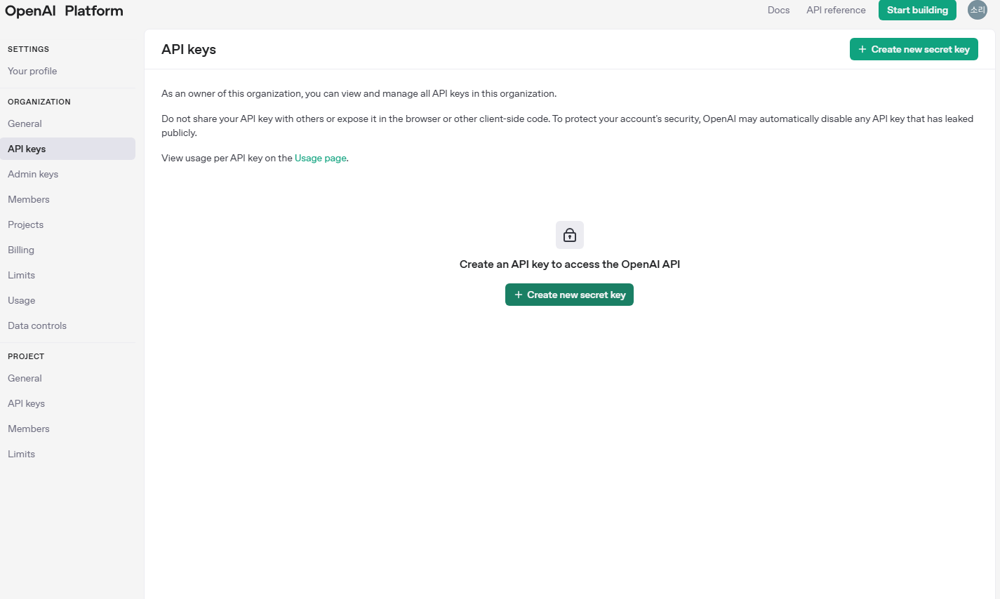 OpenAI Platform
Docs
API reference
Start building
소리
SETTINGS
Your profile
ORGANIZATION
General
API keys
Admin keys
Members
Projects
Billing
Limits
Usage
Data controls
PROJECT
General
API keys
Members
Limits
API keys
+ Create new secret key
As an owner of this organization, you can view and manage all API keys in this organization.
Do not share your API key with others or expose it in the browser or other client-side code. To protect your account's security, OpenAI may automatically disable any API key that has leaked
publicly.
View usage per API key on the Usage page.
Create an API key to access the OpenAI API
+ Create new secret key